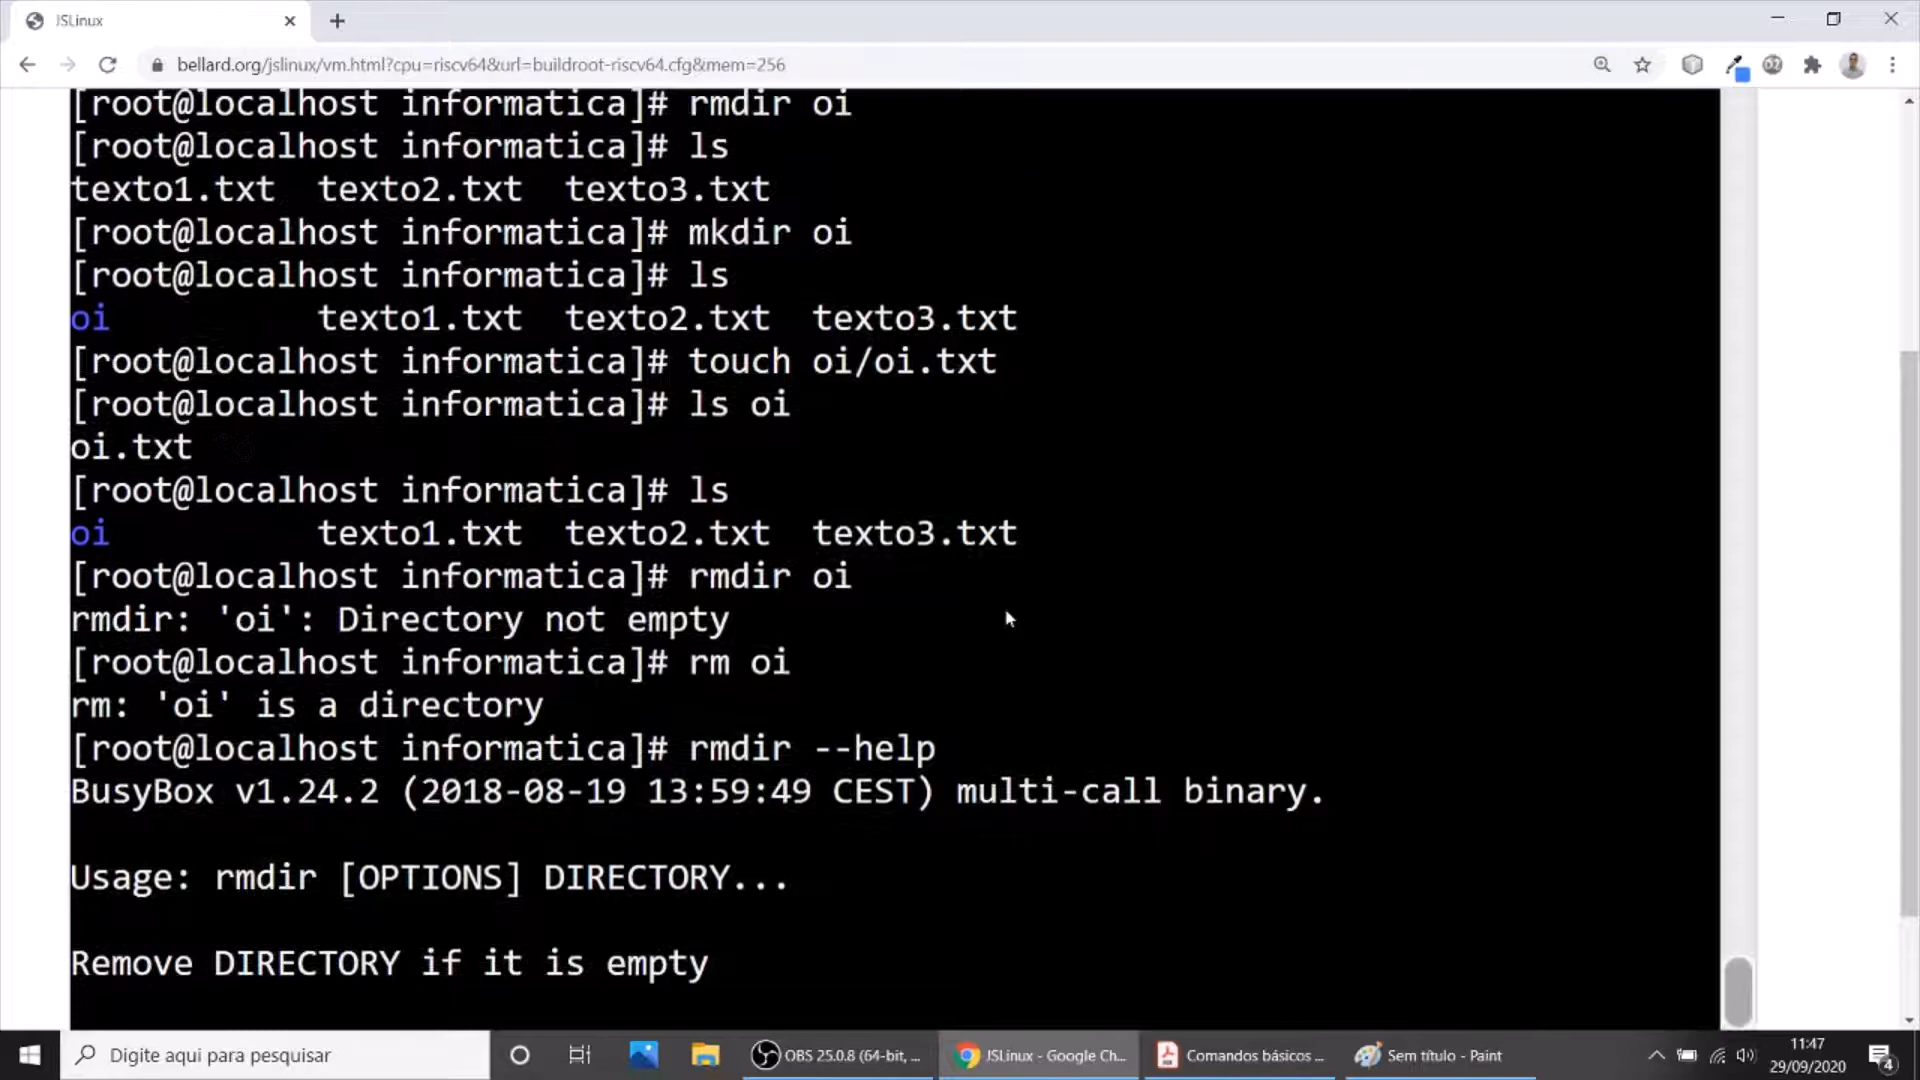 JSLinux
bellard.org/jslinux/vm.html?cpu=riscv64&url=buildroot-riscv64.cfg&mem=256
[root@localhost informatica]# rmdir oi
[root@localhost informatica]# ls
texto1.txt  texto2.txt  texto3.txt
[root@localhost informatica]# mkdir oi
[root@localhost informatica]# ls
oi          texto1.txt  texto2.txt  texto3.txt
[root@localhost informatica]# touch oi/oi.txt
[root@localhost informatica]# ls oi
oi.txt
[root@localhost informatica]# ls
oi          texto1.txt  texto2.txt  texto3.txt
[root@localhost informatica]# rmdir oi
rmdir: 'oi': Directory not empty
[root@localhost informatica]# rm oi
rm: 'oi' is a directory
[root@localhost informatica]# rmdir --help
BusyBox v1.24.2 (2018-08-19 13:59:49 CEST) multi-call binary.
Usage: rmdir [OPTIONS] DIRECTORY...
Remove DIRECTORY if it is empty
Digite aqui para pesquisar
OBS 25.0.8 (64-bit, ...
JSLinux - Google Ch...
Comandos básicos ...
Sem título - Paint
11:47
29/09/2020
4